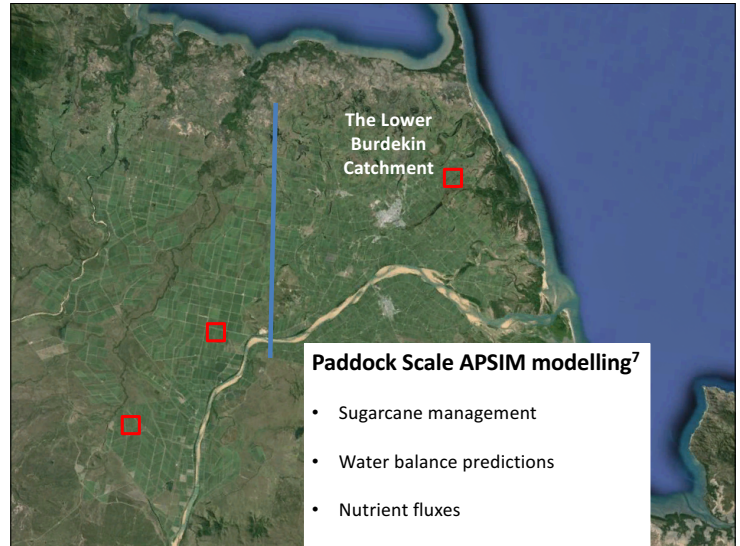 The Lower
Burdekin
Catchment
Paddock Scale APSIM modelling⁷
• Sugarcane management
• Water balance predictions
• Nutrient fluxes